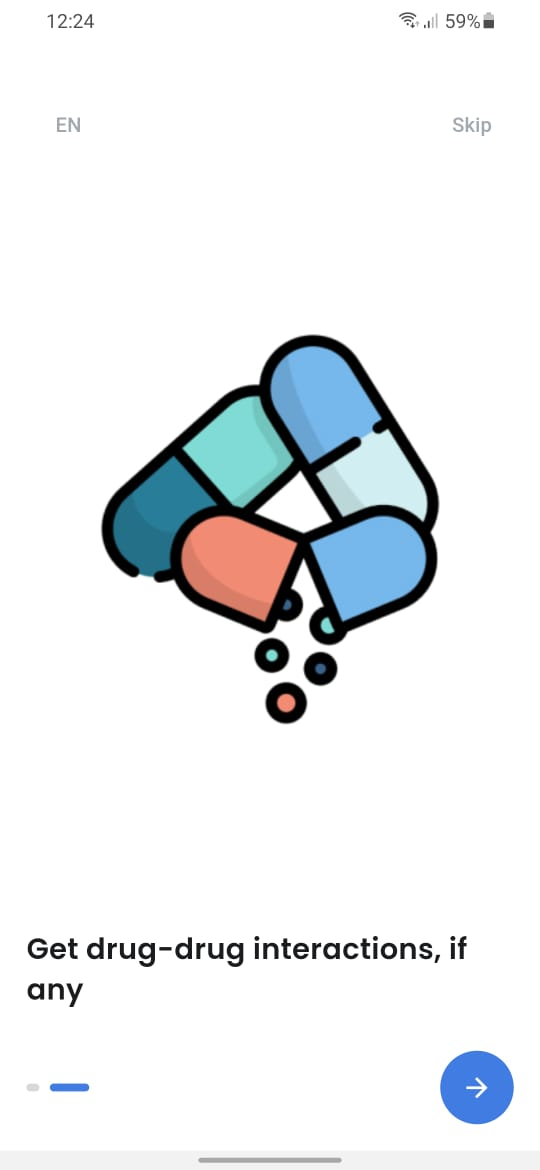 12:24 59%
EN Skip
Get drug-drug interactions, if
any